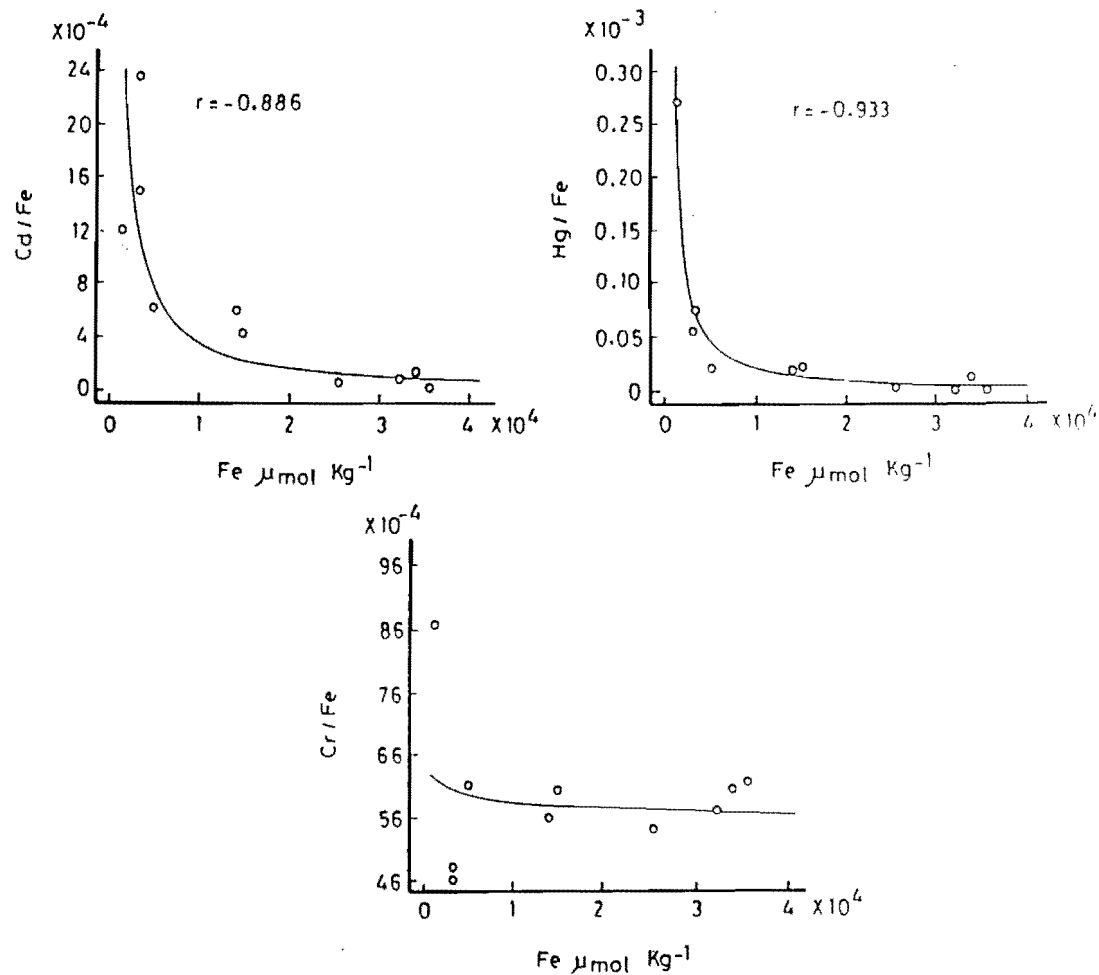 X10⁻⁴
24
20
16
12
8
4
0
Cd/Fe
r=-0.886
0 1 2 3 4 X10⁴
Fe μmol Kg⁻¹
X10⁻³
0.30
0.25
0.20
0.15
0.10
0.05
0
Hg/Fe
r=-0.933
0 1 2 3 4 X10⁴
Fe μmol Kg⁻¹
X10⁻⁴
96
86
76
66
56
46
Cr/Fe
0 1 2 3 4 X10⁴
Fe μmol Kg⁻¹